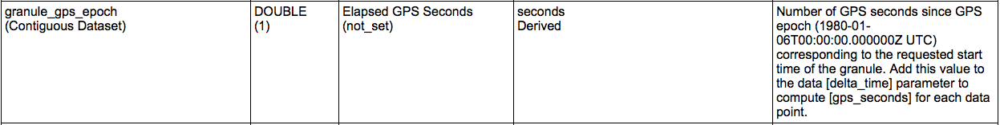 granule_gps_epoch
(Contiguous Dataset)
DOUBLE
(1)
Elapsed GPS Seconds
(not_set)
seconds
Derived
Number of GPS seconds since GPS
epoch (1980-01-
06T00:00:00.000000Z UTC)
corresponding to the requested start
time of the granule. Add this value to
the data [delta_time] parameter to
compute [gps_seconds] for each data
point.